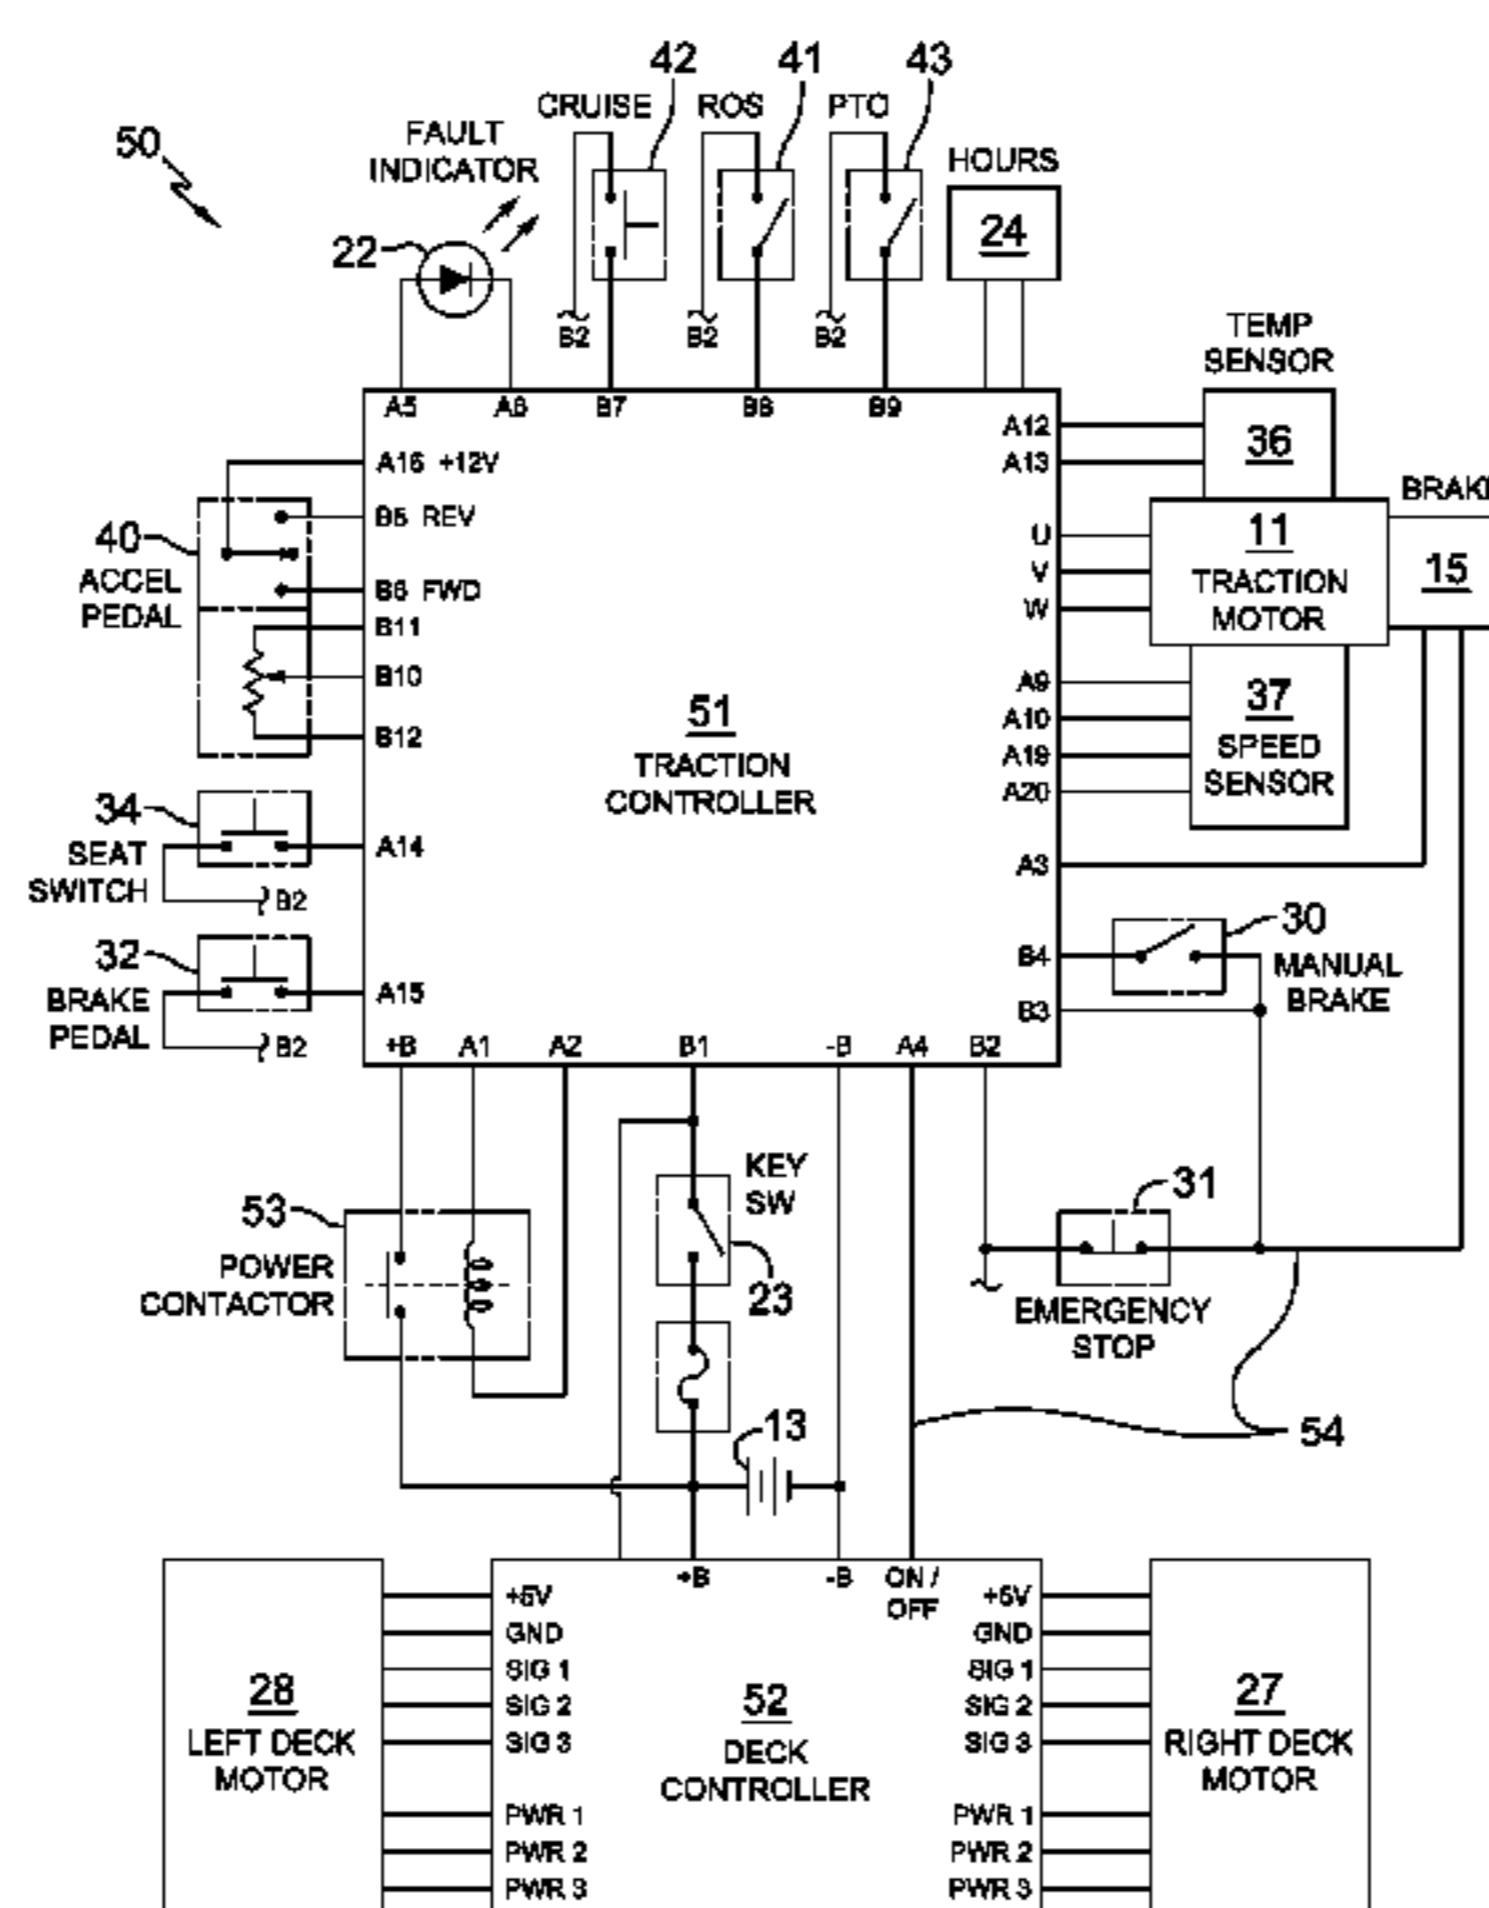 42
41
43
CRUISE
ROS
PTO
50
FAULT
INDICATOR
HOURS
22
24
B2
B2
B2
TEMP
SENSOR
A5
A6
B7
B8
B9
A12
A13
36
A16 +12V
BRAKE
B5 REV
40
ACCEL
PEDAL
U
V
W
11
TRACTION
MOTOR
15
B6 FWD
B11
B10
B12
51
TRACTION
CONTROLLER
A9
A10
A19
A20
37
SPEED
SENSOR
34
SEAT
SWITCH
A14
B2
A3
32
BRAKE
PEDAL
A15
B2
B4
B3
30
MANUAL
BRAKE
+B
A1
A2
B1
-B
A4
B2
KEY
SW
53
POWER
CONTACTOR
23
31
EMERGENCY
STOP
13
54
+B
-B
ON /
OFF
+5V
GND
SIG 1
SIG 2
SIG 3
PWR 1
PWR 2
PWR 3
28
LEFT DECK
MOTOR
52
DECK
CONTROLLER
+5V
GND
SIG 1
SIG 2
SIG 3
PWR 1
PWR 2
PWR 3
27
RIGHT DECK
MOTOR